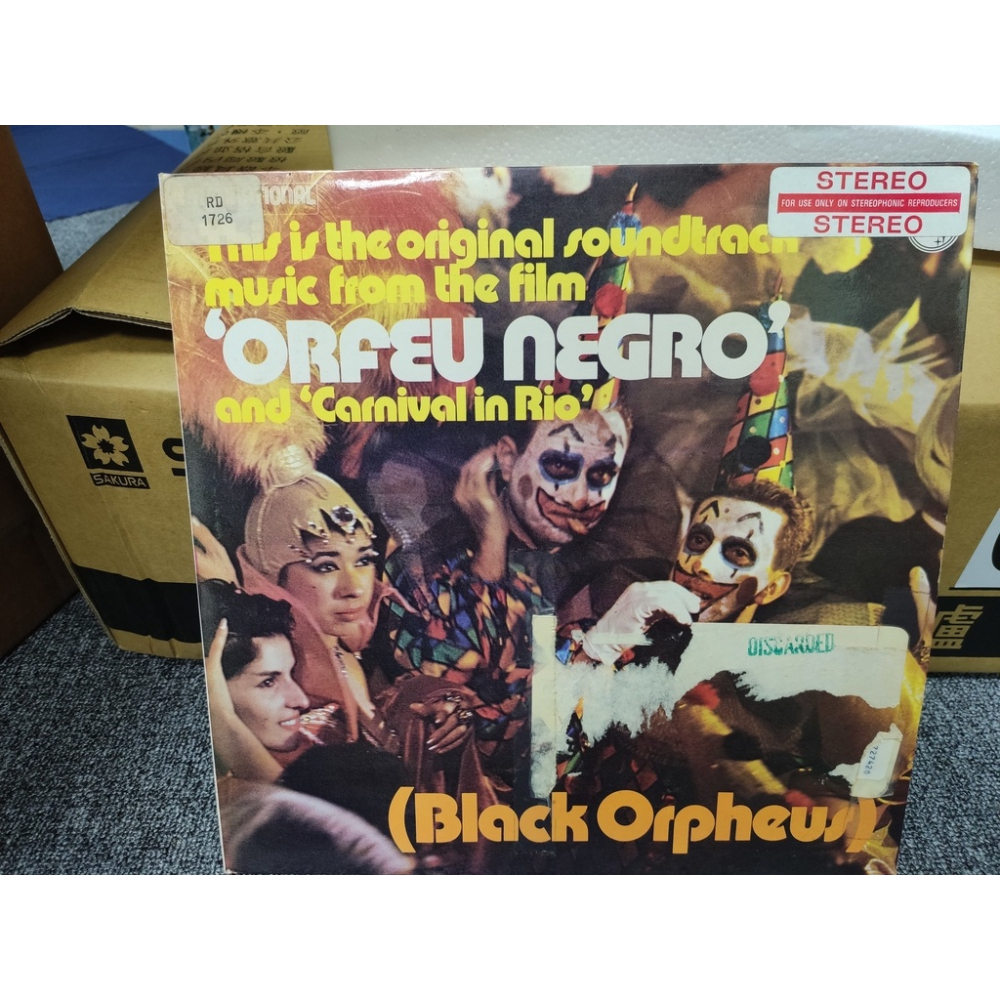 RD
1726
STEREO
FOR USE ONLY ON STEREOPHONIC REPRODUCERS
STEREO
This is the original soundtrack
music from the film
‘ORFEU NEGRO’
and ‘Carnival in Rio’
SAKURA
DISCARDED
(Black Orpheus)